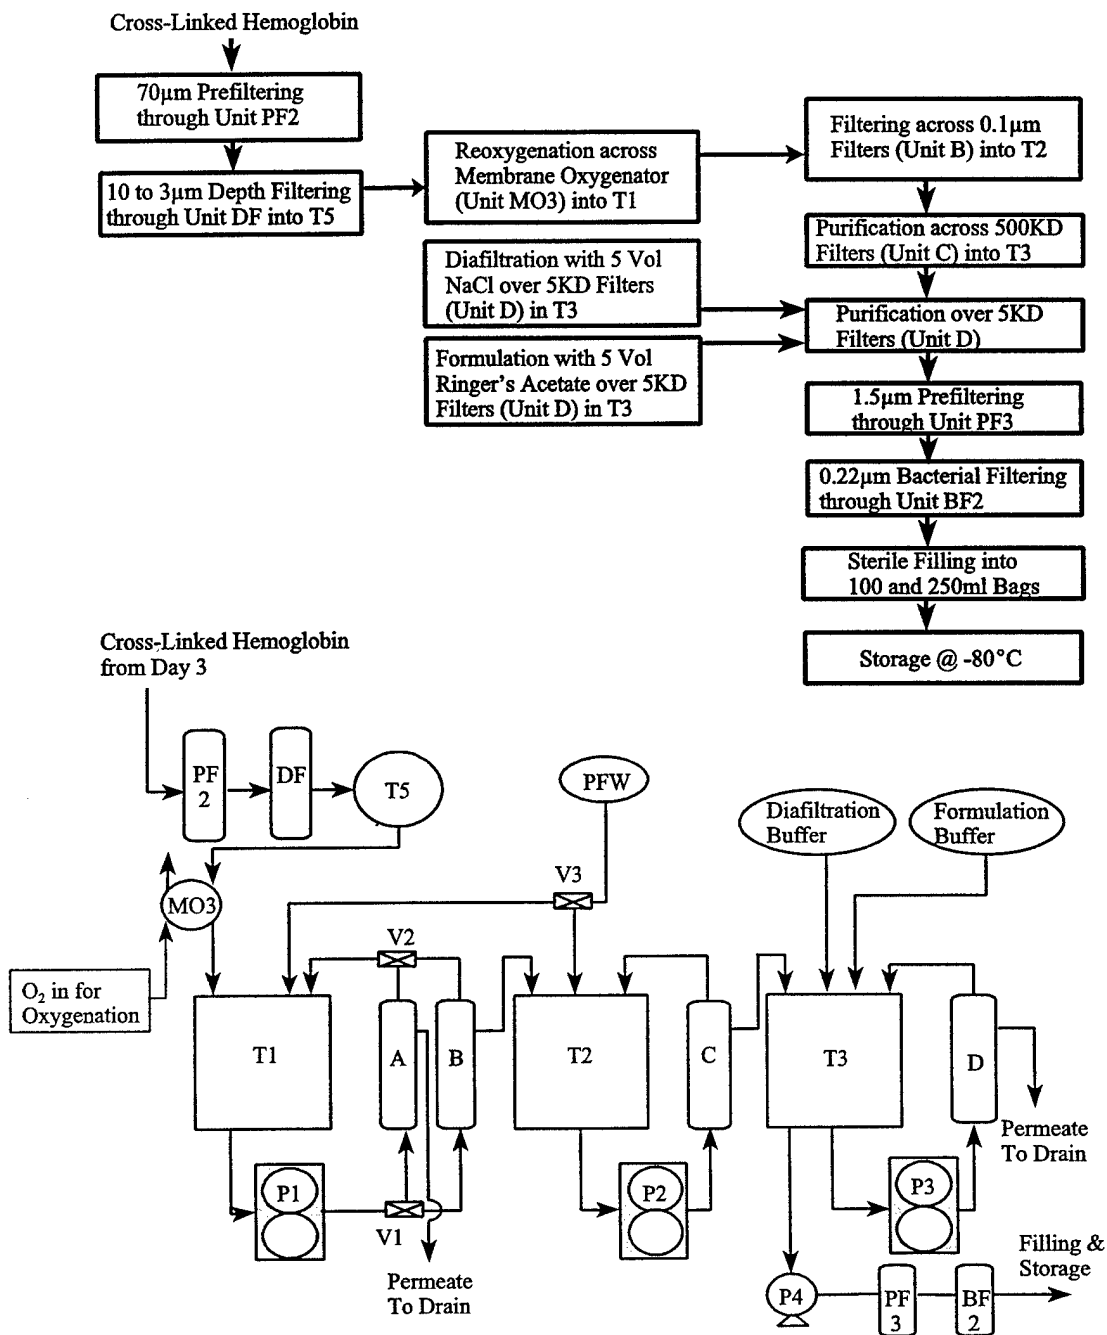 Cross-Linked Hemoglobin
70µm Prefiltering
through Unit PF2
10 to 3µm Depth Filtering
through Unit DF into T5
Reoxygenation across
Membrane Oxygenator
(Unit MO3) into T1
Diafiltration with 5 Vol
NaCl over 5KD Filters
(Unit D) in T3
Formulation with 5 Vol
Ringer's Acetate over 5KD
Filters (Unit D) in T3
Filtering across 0.1µm
Filters (Unit B) into T2
Purification across 500KD
Filters (Unit C) into T3
Purification over 5KD
Filters (Unit D)
1.5µm Prefiltering
through Unit PF3
0.22µm Bacterial Filtering
through Unit BF2
Sterile Filling into
100 and 250ml Bags
Storage @ -80°C
Cross-Linked Hemoglobin
from Day 3
PF
2
DF
T5
PFW
Diafiltration
Buffer
Formulation
Buffer
MO3
V3
V2
O2 in for
Oxygenation
T1
A
B
T2
C
T3
D
Permeate
To Drain
P1
V1
P2
P3
Permeate
To Drain
Filling &
Storage
P4
PF
3
BF
2